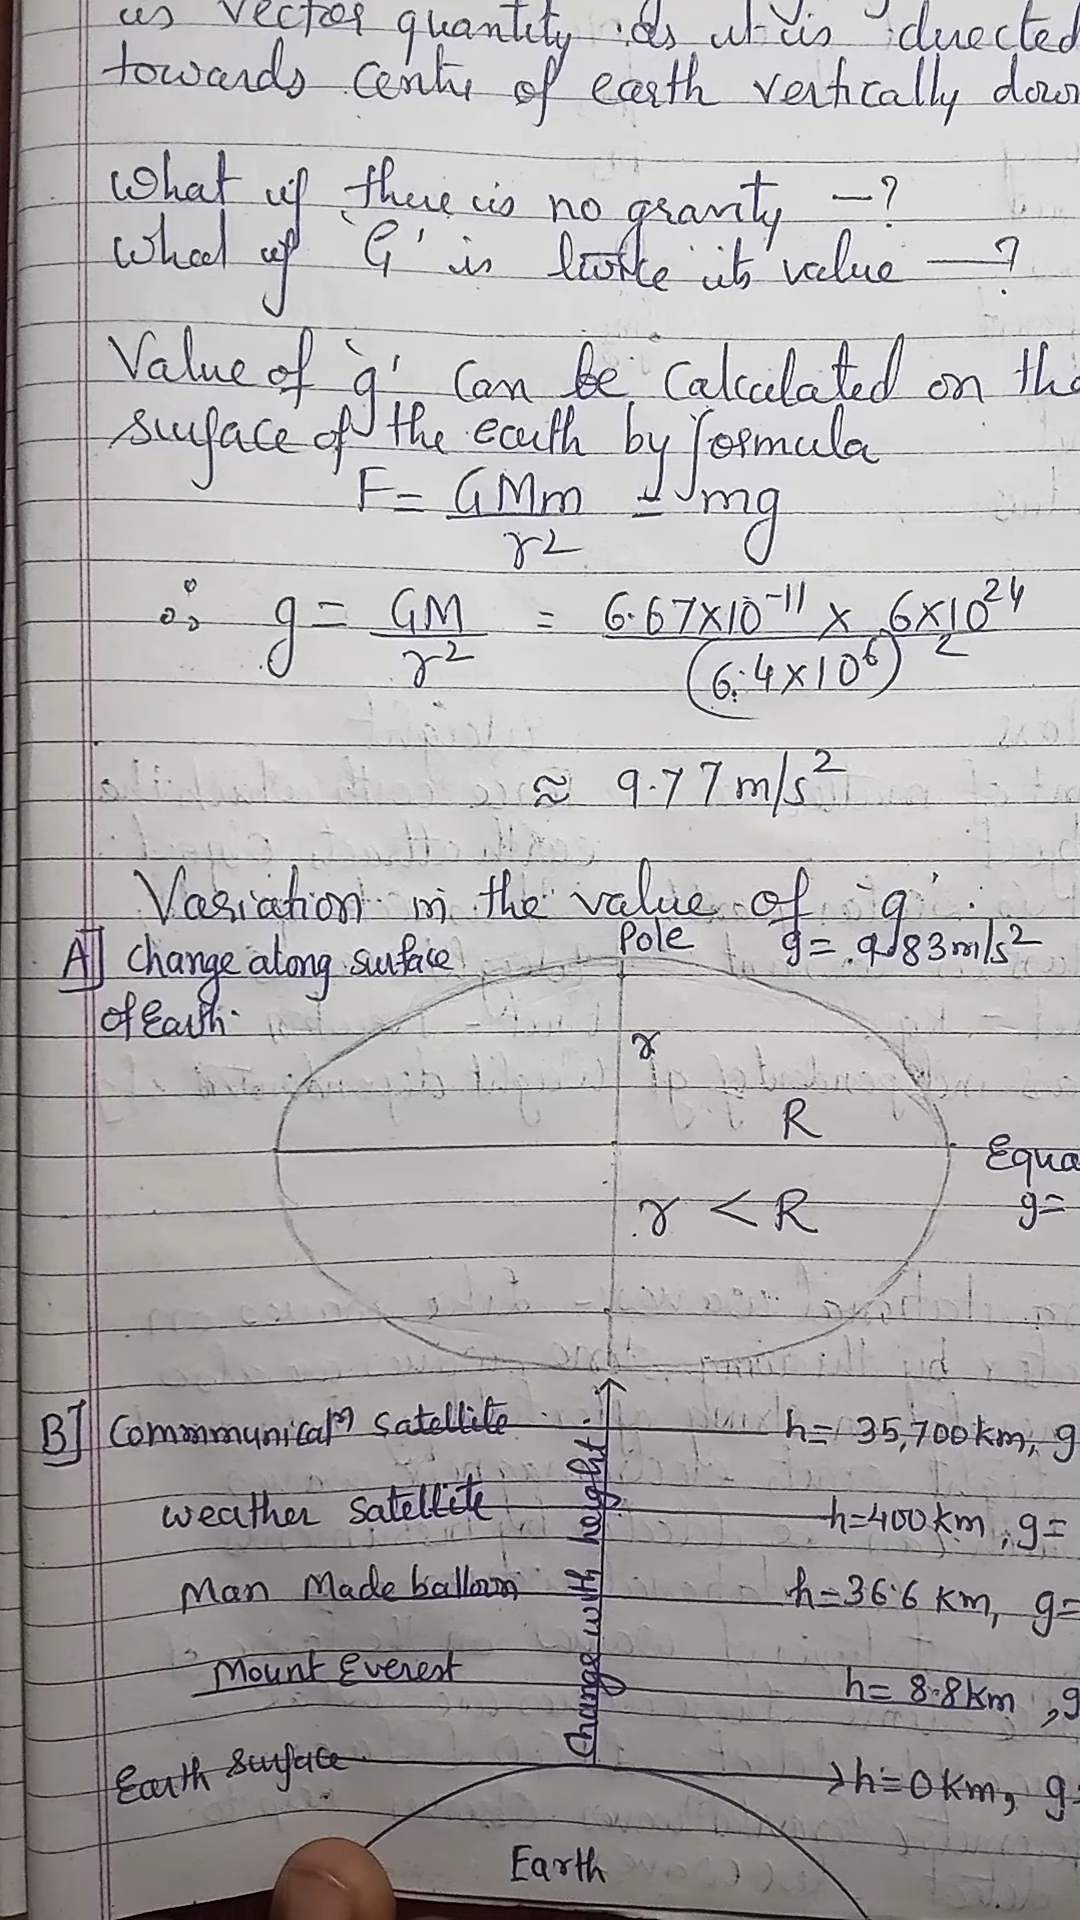 is vector quantity as it is directed
towards centre of earth vertically down
What if there is no gravity —?
What if 'G' is twice its value —?
Value of 'g' can be calculated on the
surface of the earth by formula
F = GMm/r² = mg
∴ g = GM/r² = 6.67×10⁻¹¹ × 6×10²⁴/(6.4×10⁶)²
≈ 9.77 m/s²
Variation in the value of 'g' :
A] Change along surface
of Earth.
Pole g = 9.83 m/s²
r
R
Equa
r < R
g=
B] Commmunicatn satellite h= 35,700 km, g
weather satellite h=400 km, g=
Man Made balloon h=36.6 km, g=
Mount Everest h= 8.8 km, g
Earth surface h=0 km, g=
Change with height.
Earth